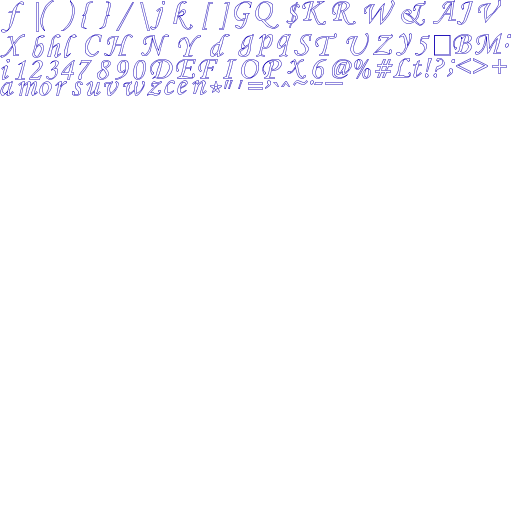 f |( ) { } / \ j k [ ] G Q $ K R W & A J V
X b h l C H N Y d g p q S T U Z y 5 □ B M :
i 1 2 3 4 7 8 9 0 D E F I O P x 6 @ % # L t ! ? ; < > +
a m o r s u v w z c e n * " ' = , ` ^ ~ . - —